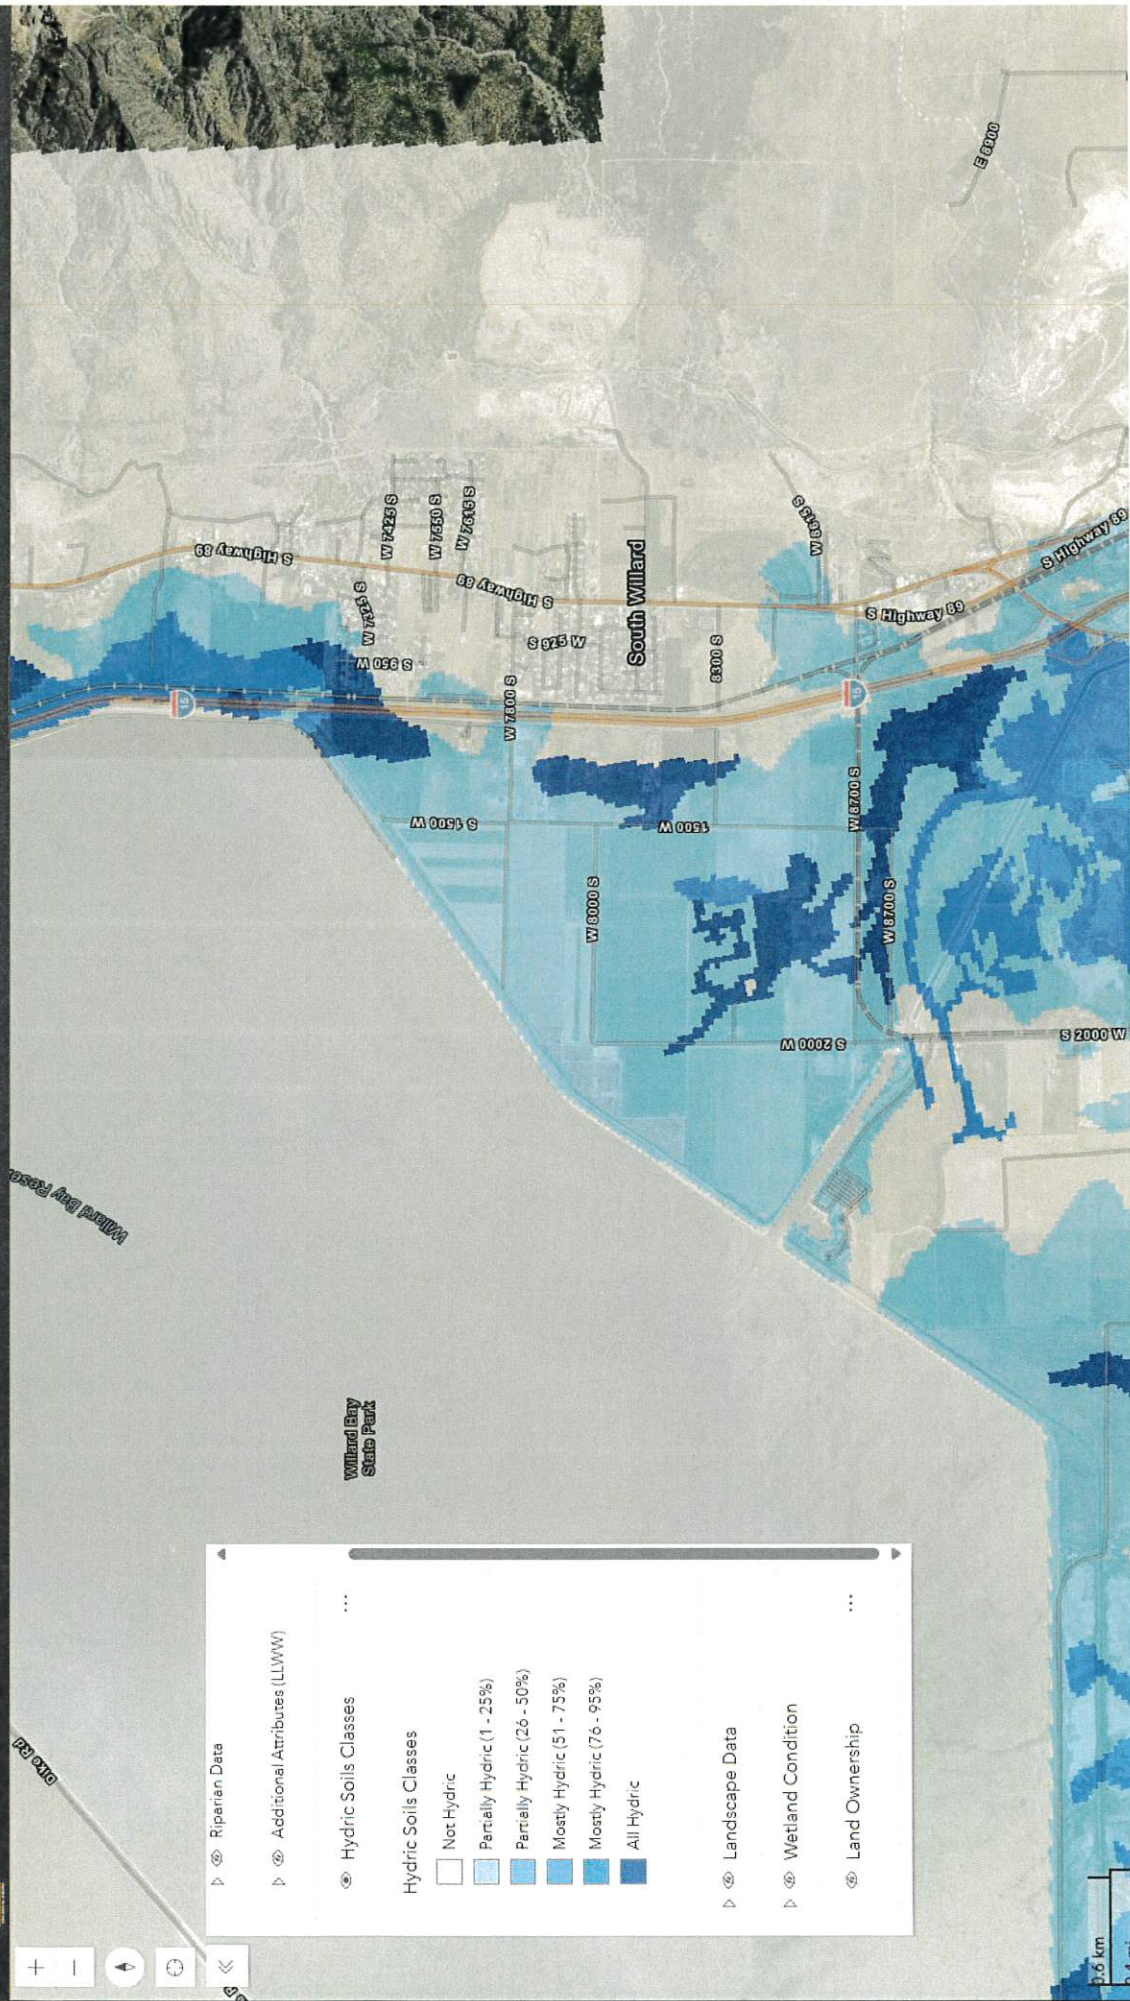 Riparian Data
Additional Attributes (LLWW)
Hydric Soils Classes
...
Hydric Soils Classes
Not Hydric
Partially Hydric (1 - 25%)
Partially Hydric (26 - 50%)
Mostly Hydric (51 - 75%)
Mostly Hydric (76 - 95%)
All Hydric
Landscape Data
Wetland Condition
Land Ownership
...
Dike Rd
Willard Bay
State Park
Willard Bay Reser
0.6 km
15
S Highway 89
W 7325 S
S 950 W
W 7425 S
W 7550 S
W 7615 S
S Highway 89
S 925 W
W 7800 S
South Willard
8300 S
W 8615 S
S Highway 89
S Highway 89
15
E 8900
S 1500 W
1500 W
W 8000 S
W 8700 S
W 8700 S
S 2000 W
S 2000 W